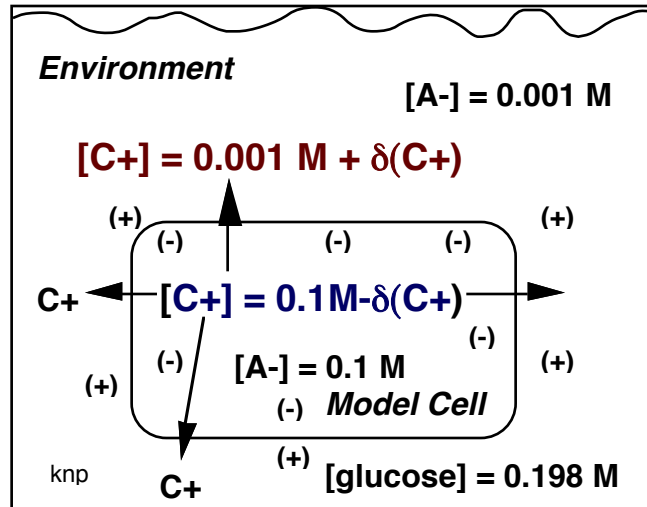 Environment
[A-] = 0.001 M
[C+] = 0.001 M + δ(C+)
(+) (+)
(-) (-) (-)
C+ [C+] = 0.1M-δ(C+)
(-)
(-) (+)
[A-] = 0.1 M
(+)
(-) Model Cell
(+)
knp C+ [glucose] = 0.198 M